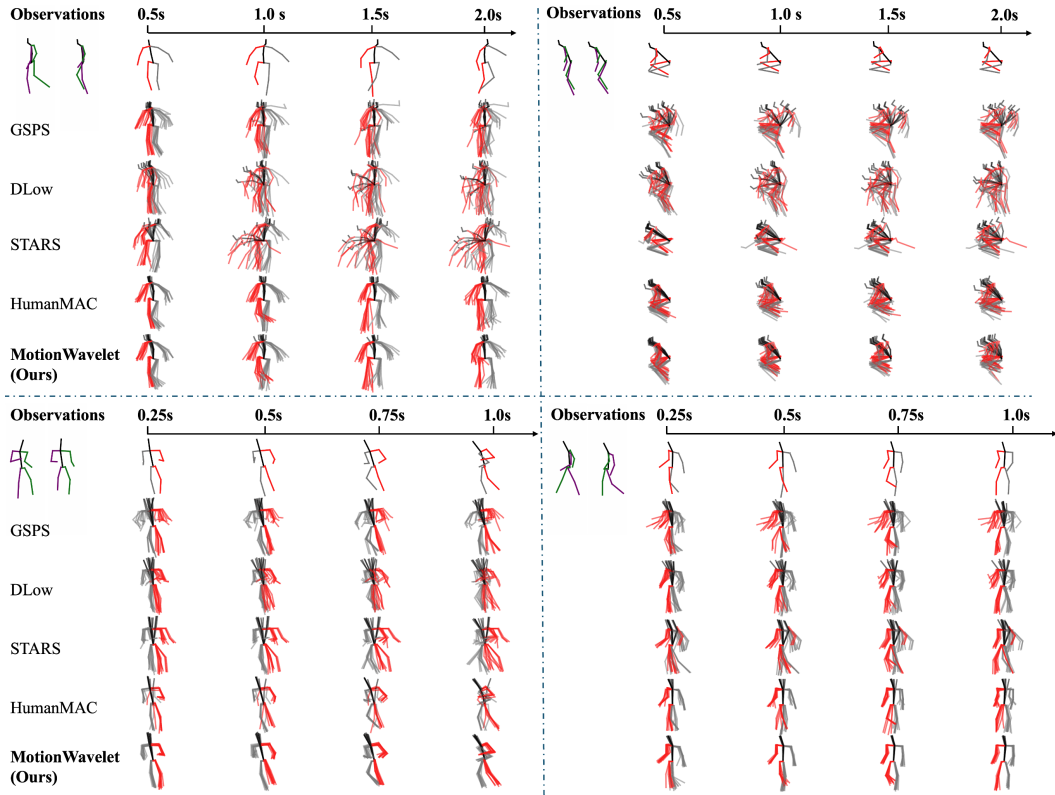 Observations 0.5s 1.0 s 1.5s 2.0s
GSPS
DLow
STARS
HumanMAC
MotionWavelet
(Ours)
Observations 0.5s 1.0s 1.5s 2.0s
Observations 0.25s 0.5s 0.75s 1.0s
GSPS
DLow
STARS
HumanMAC
MotionWavelet
(Ours)
Observations 0.25s 0.5s 0.75s 1.0s